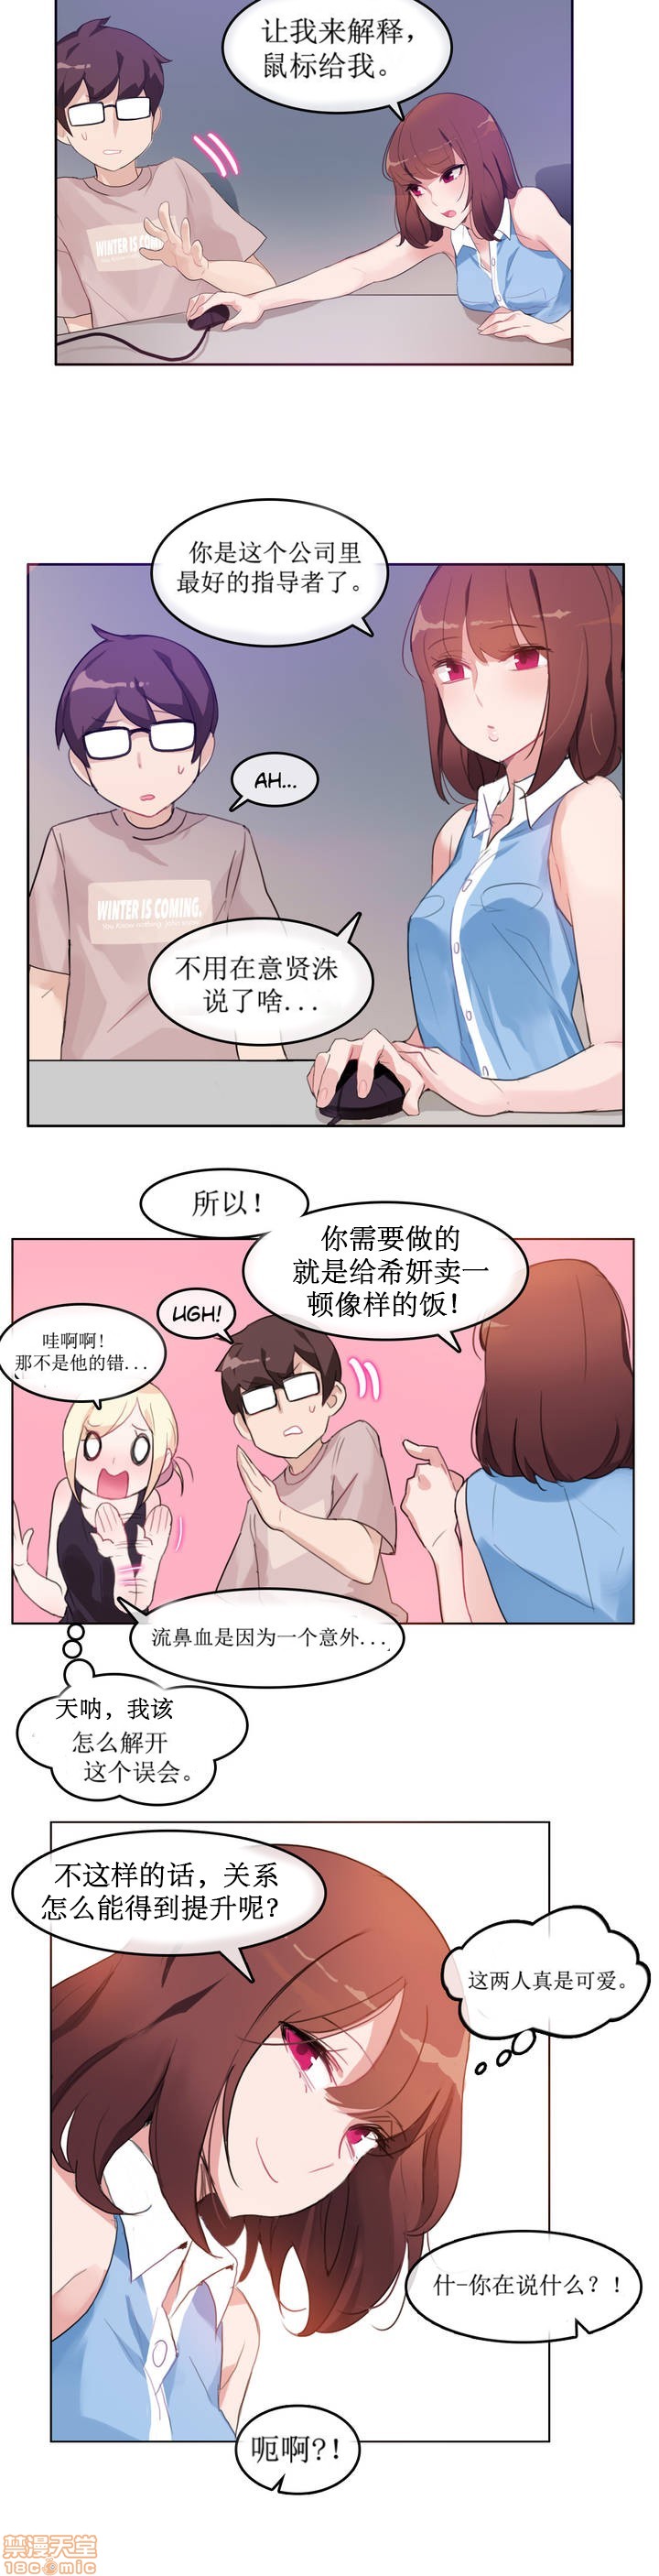 让我来解释，
鼠标给我。
WINTER IS COMING.
你是这个公司里
最好的指导者了。
AH...
WINTER IS COMING.
You Know nothing
不用在意贤洙
说了啥...
所以！
你需要做的
就是给希妍卖一
顿像样的饭！
UGH!
哇啊啊！
那不是他的错...
流鼻血是因为一个意外...
天呐，我该
怎么解开
这个误会。
不这样的话，关系
怎么能得到提升呢？
这两人真是可爱。
什-你在说什么？！
呃啊?！
禁漫天堂
18comic